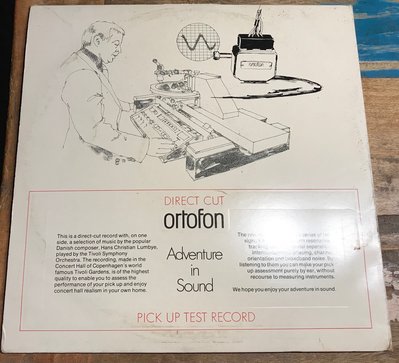 ortofon
DIRECT CUT
ortofon
Adventure
in
Sound
This is a direct-cut record with, on one
side, a selection of music by the popular
Danish composer, Hans Christian Lumbye,
played by the Tivoli Symphony
Orchestra. The recording, made in the
Concert Hall of Copenhagen's world
famous Tivoli Gardens, is of the highest
quality to enable you to assess the
performance of your pick up and enjoy
concert hall realism in your own home.
orientation and broadband noise. By
listening to them you can make your pick
up assessment purely by ear, without
recourse to measuring instruments.
We hope you enjoy your adventure in sound.
PICK UP TEST RECORD